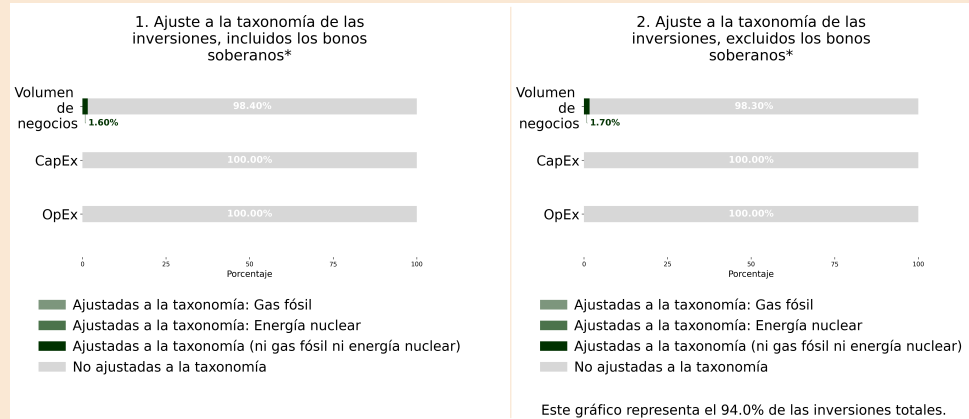 1. Ajuste a la taxonomía de las
inversiones, incluidos los bonos
soberanos*
Volumen
de
negocios
98.40%
1.60%
CapEx
100.00%
OpEx
100.00%
0 25 50 75 100
Porcentaje
Ajustadas a la taxonomía: Gas fósil
Ajustadas a la taxonomía: Energía nuclear
Ajustadas a la taxonomía (ni gas fósil ni energía nuclear)
No ajustadas a la taxonomía
2. Ajuste a la taxonomía de las
inversiones, excluidos los bonos
soberanos*
Volumen
de
negocios
98.30%
1.70%
CapEx
100.00%
OpEx
100.00%
0 25 50 75 100
Porcentaje
Ajustadas a la taxonomía: Gas fósil
Ajustadas a la taxonomía: Energía nuclear
Ajustadas a la taxonomía (ni gas fósil ni energía nuclear)
No ajustadas a la taxonomía
Este gráfico representa el 94.0% de las inversiones totales.